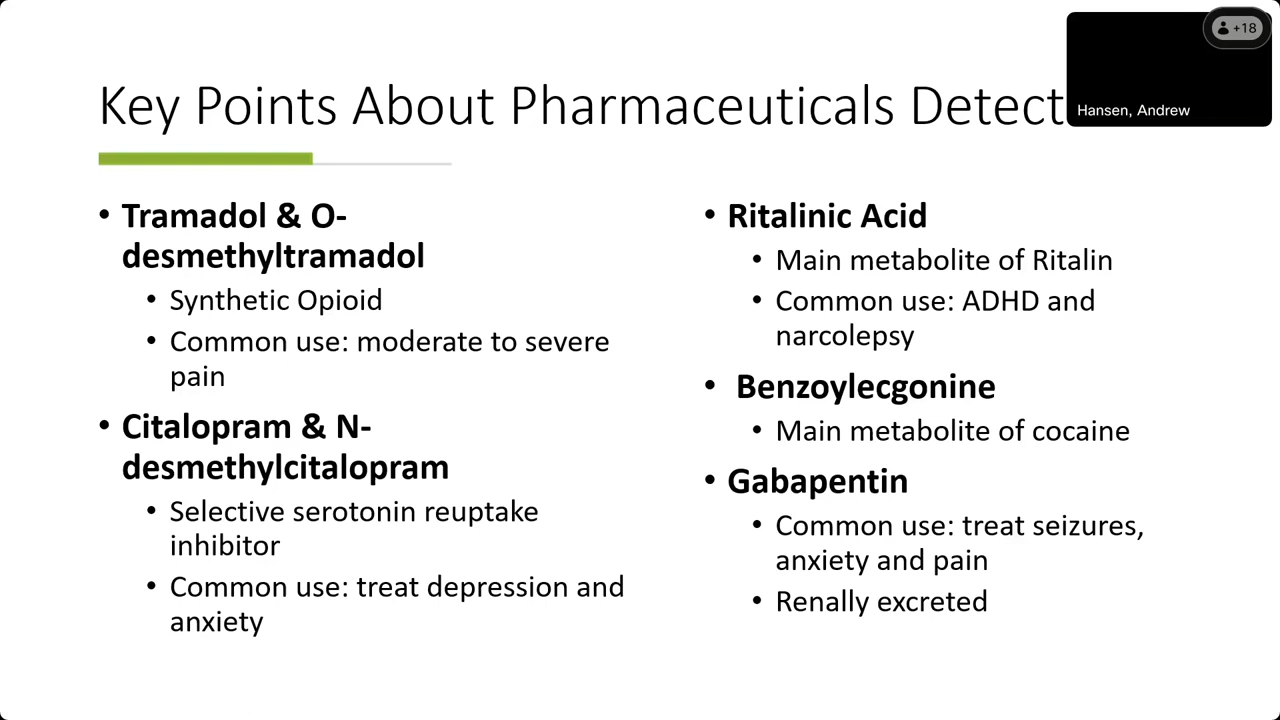 Key Points About Pharmaceuticals Detect
+18
Hansen, Andrew
• Tramadol & O-
desmethyltramadol
• Synthetic Opioid
• Common use: moderate to severe
pain
• Citalopram & N-
desmethylcitalopram
• Selective serotonin reuptake
inhibitor
• Common use: treat depression and
anxiety
• Ritalinic Acid
• Main metabolite of Ritalin
• Common use: ADHD and
narcolepsy
• Benzoylecgonine
• Main metabolite of cocaine
• Gabapentin
• Common use: treat seizures,
anxiety and pain
• Renally excreted